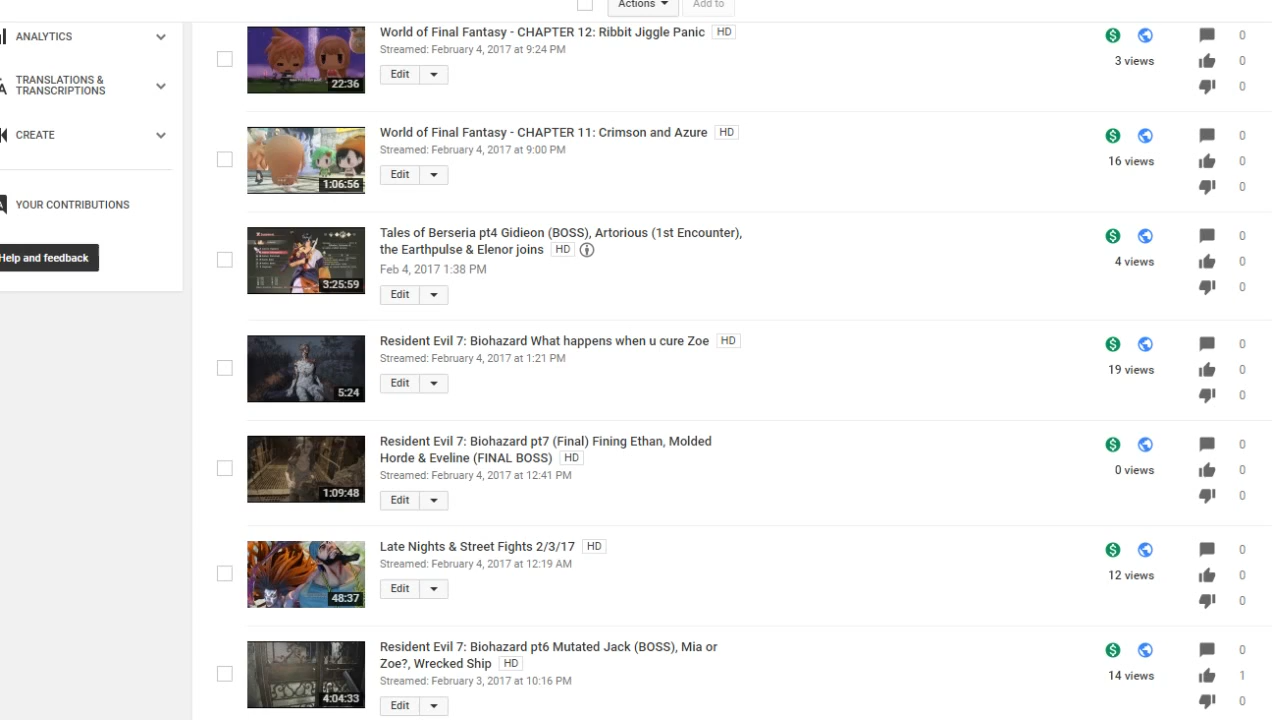 Actions
Add to
ANALYTICS
TRANSLATIONS &
TRANSCRIPTIONS
CREATE
YOUR CONTRIBUTIONS
Help and feedback
World of Final Fantasy - CHAPTER 12: Ribbit Jiggle Panic HD
Streamed: February 4, 2017 at 9:24 PM
Edit
22:36
3 views
0
0
0
World of Final Fantasy - CHAPTER 11: Crimson and Azure HD
Streamed: February 4, 2017 at 9:00 PM
Edit
1:06:56
16 views
0
0
0
Tales of Berseria pt4 Gidieon (BOSS), Artorious (1st Encounter),
the Earthpulse & Elenor joins HD
Feb 4, 2017 1:38 PM
Edit
3:25:59
4 views
0
0
0
Resident Evil 7: Biohazard What happens when u cure Zoe HD
Streamed: February 4, 2017 at 1:21 PM
Edit
5:24
19 views
0
0
0
Resident Evil 7: Biohazard pt7 (Final) Fining Ethan, Molded
Horde & Eveline (FINAL BOSS) HD
Streamed: February 4, 2017 at 12:41 PM
Edit
1:09:48
0 views
0
0
0
Late Nights & Street Fights 2/3/17 HD
Streamed: February 4, 2017 at 12:19 AM
Edit
48:37
12 views
0
0
0
Resident Evil 7: Biohazard pt6 Mutated Jack (BOSS), Mia or
Zoe?, Wrecked Ship HD
Streamed: February 3, 2017 at 10:16 PM
Edit
4:04:33
14 views
0
1
0